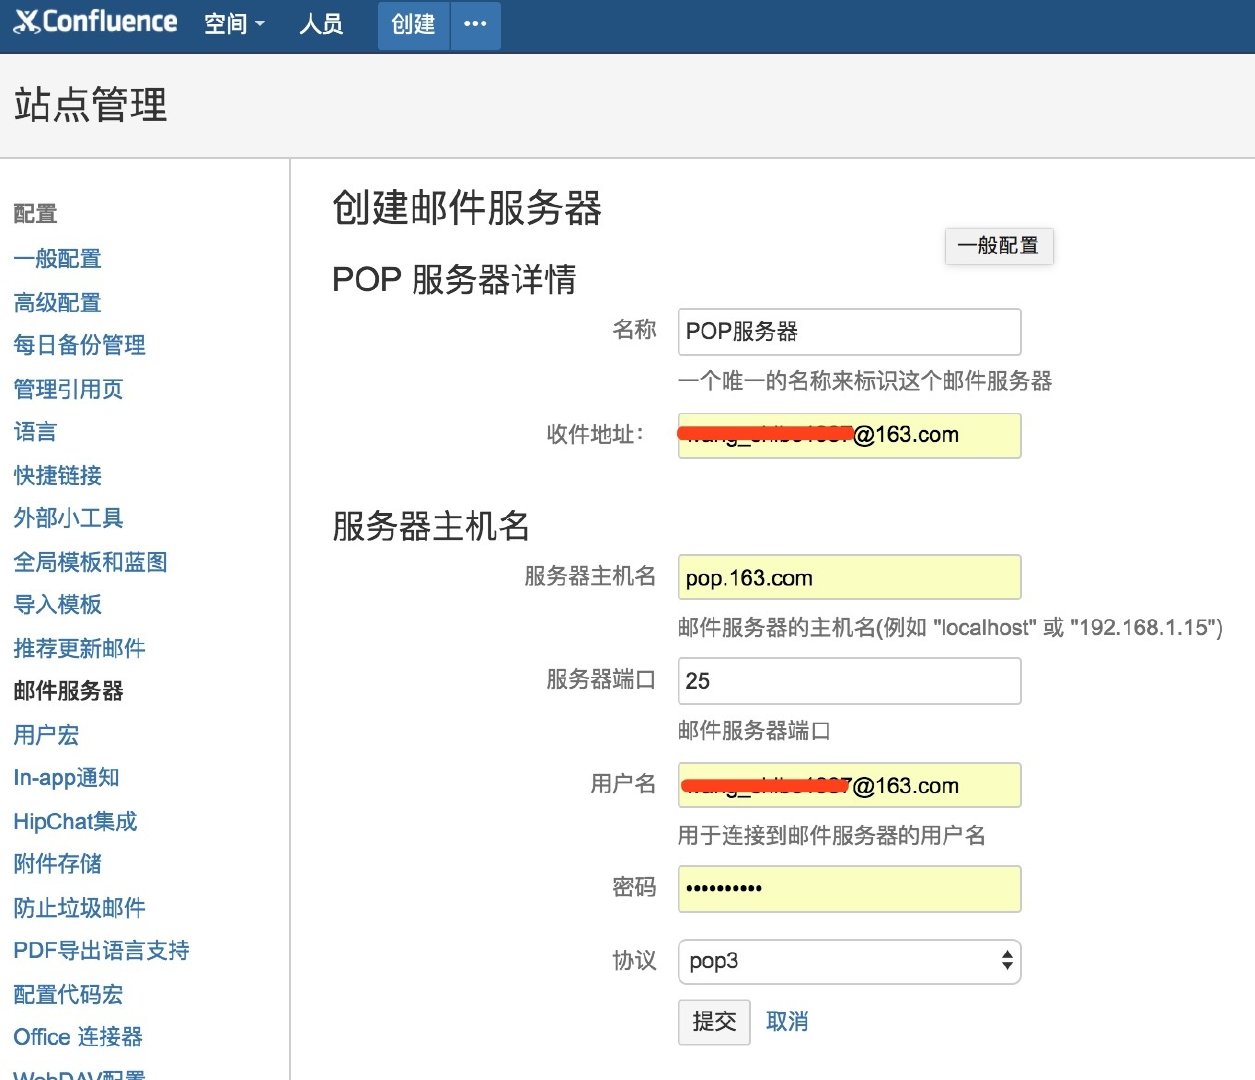 Confluence 空间 人员 创建 •••
站点管理
配置
一般配置
高级配置
每日备份管理
管理引用页
语言
快捷链接
外部小工具
全局模板和蓝图
导入模板
推荐更新邮件
邮件服务器
用户宏
In-app通知
HipChat集成
附件存储
防止垃圾邮件
PDF导出语言支持
配置代码宏
Office 连接器
WebDAV配置
创建邮件服务器
一般配置
POP 服务器详情
名称 POP服务器
一个唯一的名称来标识这个邮件服务器
收件地址： @163.com
服务器主机名
服务器主机名 pop.163.com
邮件服务器的主机名(例如 "localhost" 或 "192.168.1.15")
服务器端口 25
邮件服务器端口
用户名 @163.com
用于连接到邮件服务器的用户名
密码 ••••••••••
协议 pop3
提交 取消